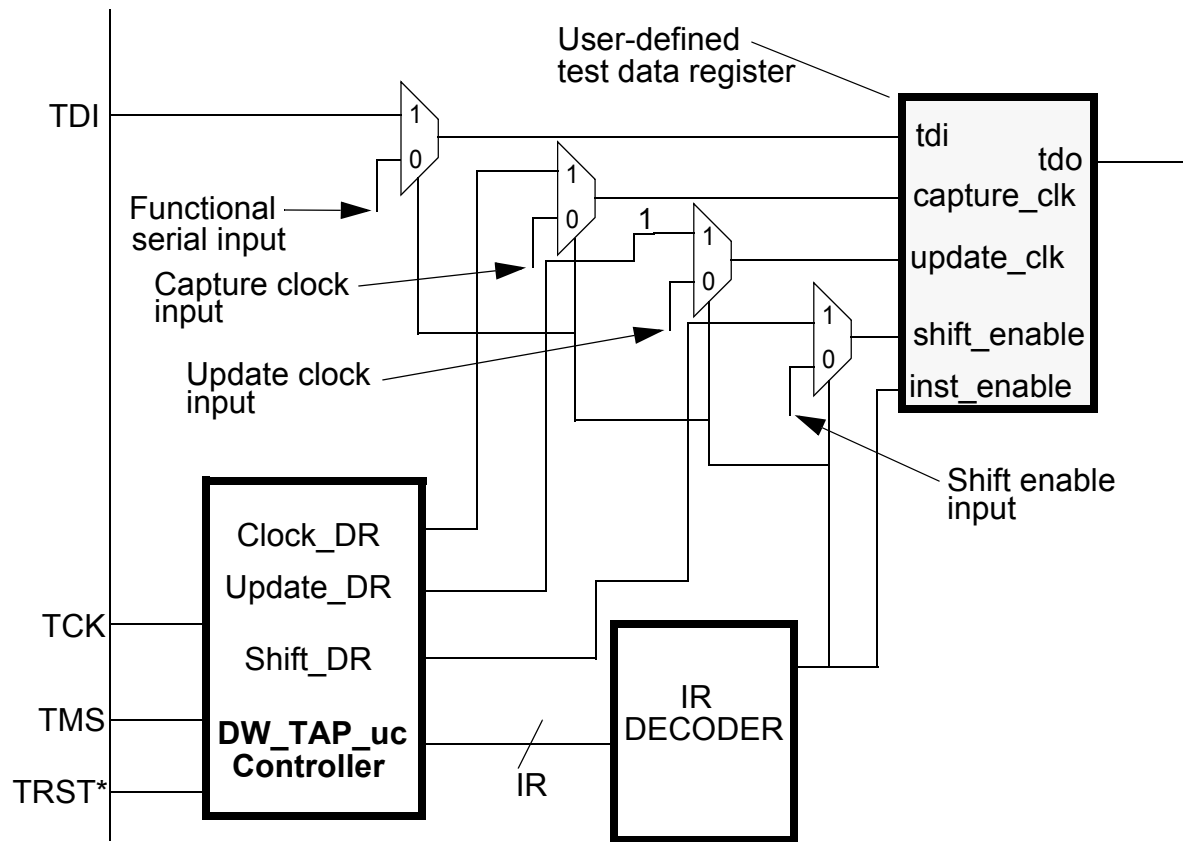 User-defined
test data register
TDI
1
0
tdi
tdo
1
0
Functional
serial input
capture_clk
1
1
0
update_clk
Capture clock
input
1
0
shift_enable
Update clock
input
inst_enable
Shift enable
input
Clock_DR
Update_DR
TCK
Shift_DR
IR
DECODER
TMS
DW_TAP_uc
Controller
IR
TRST*